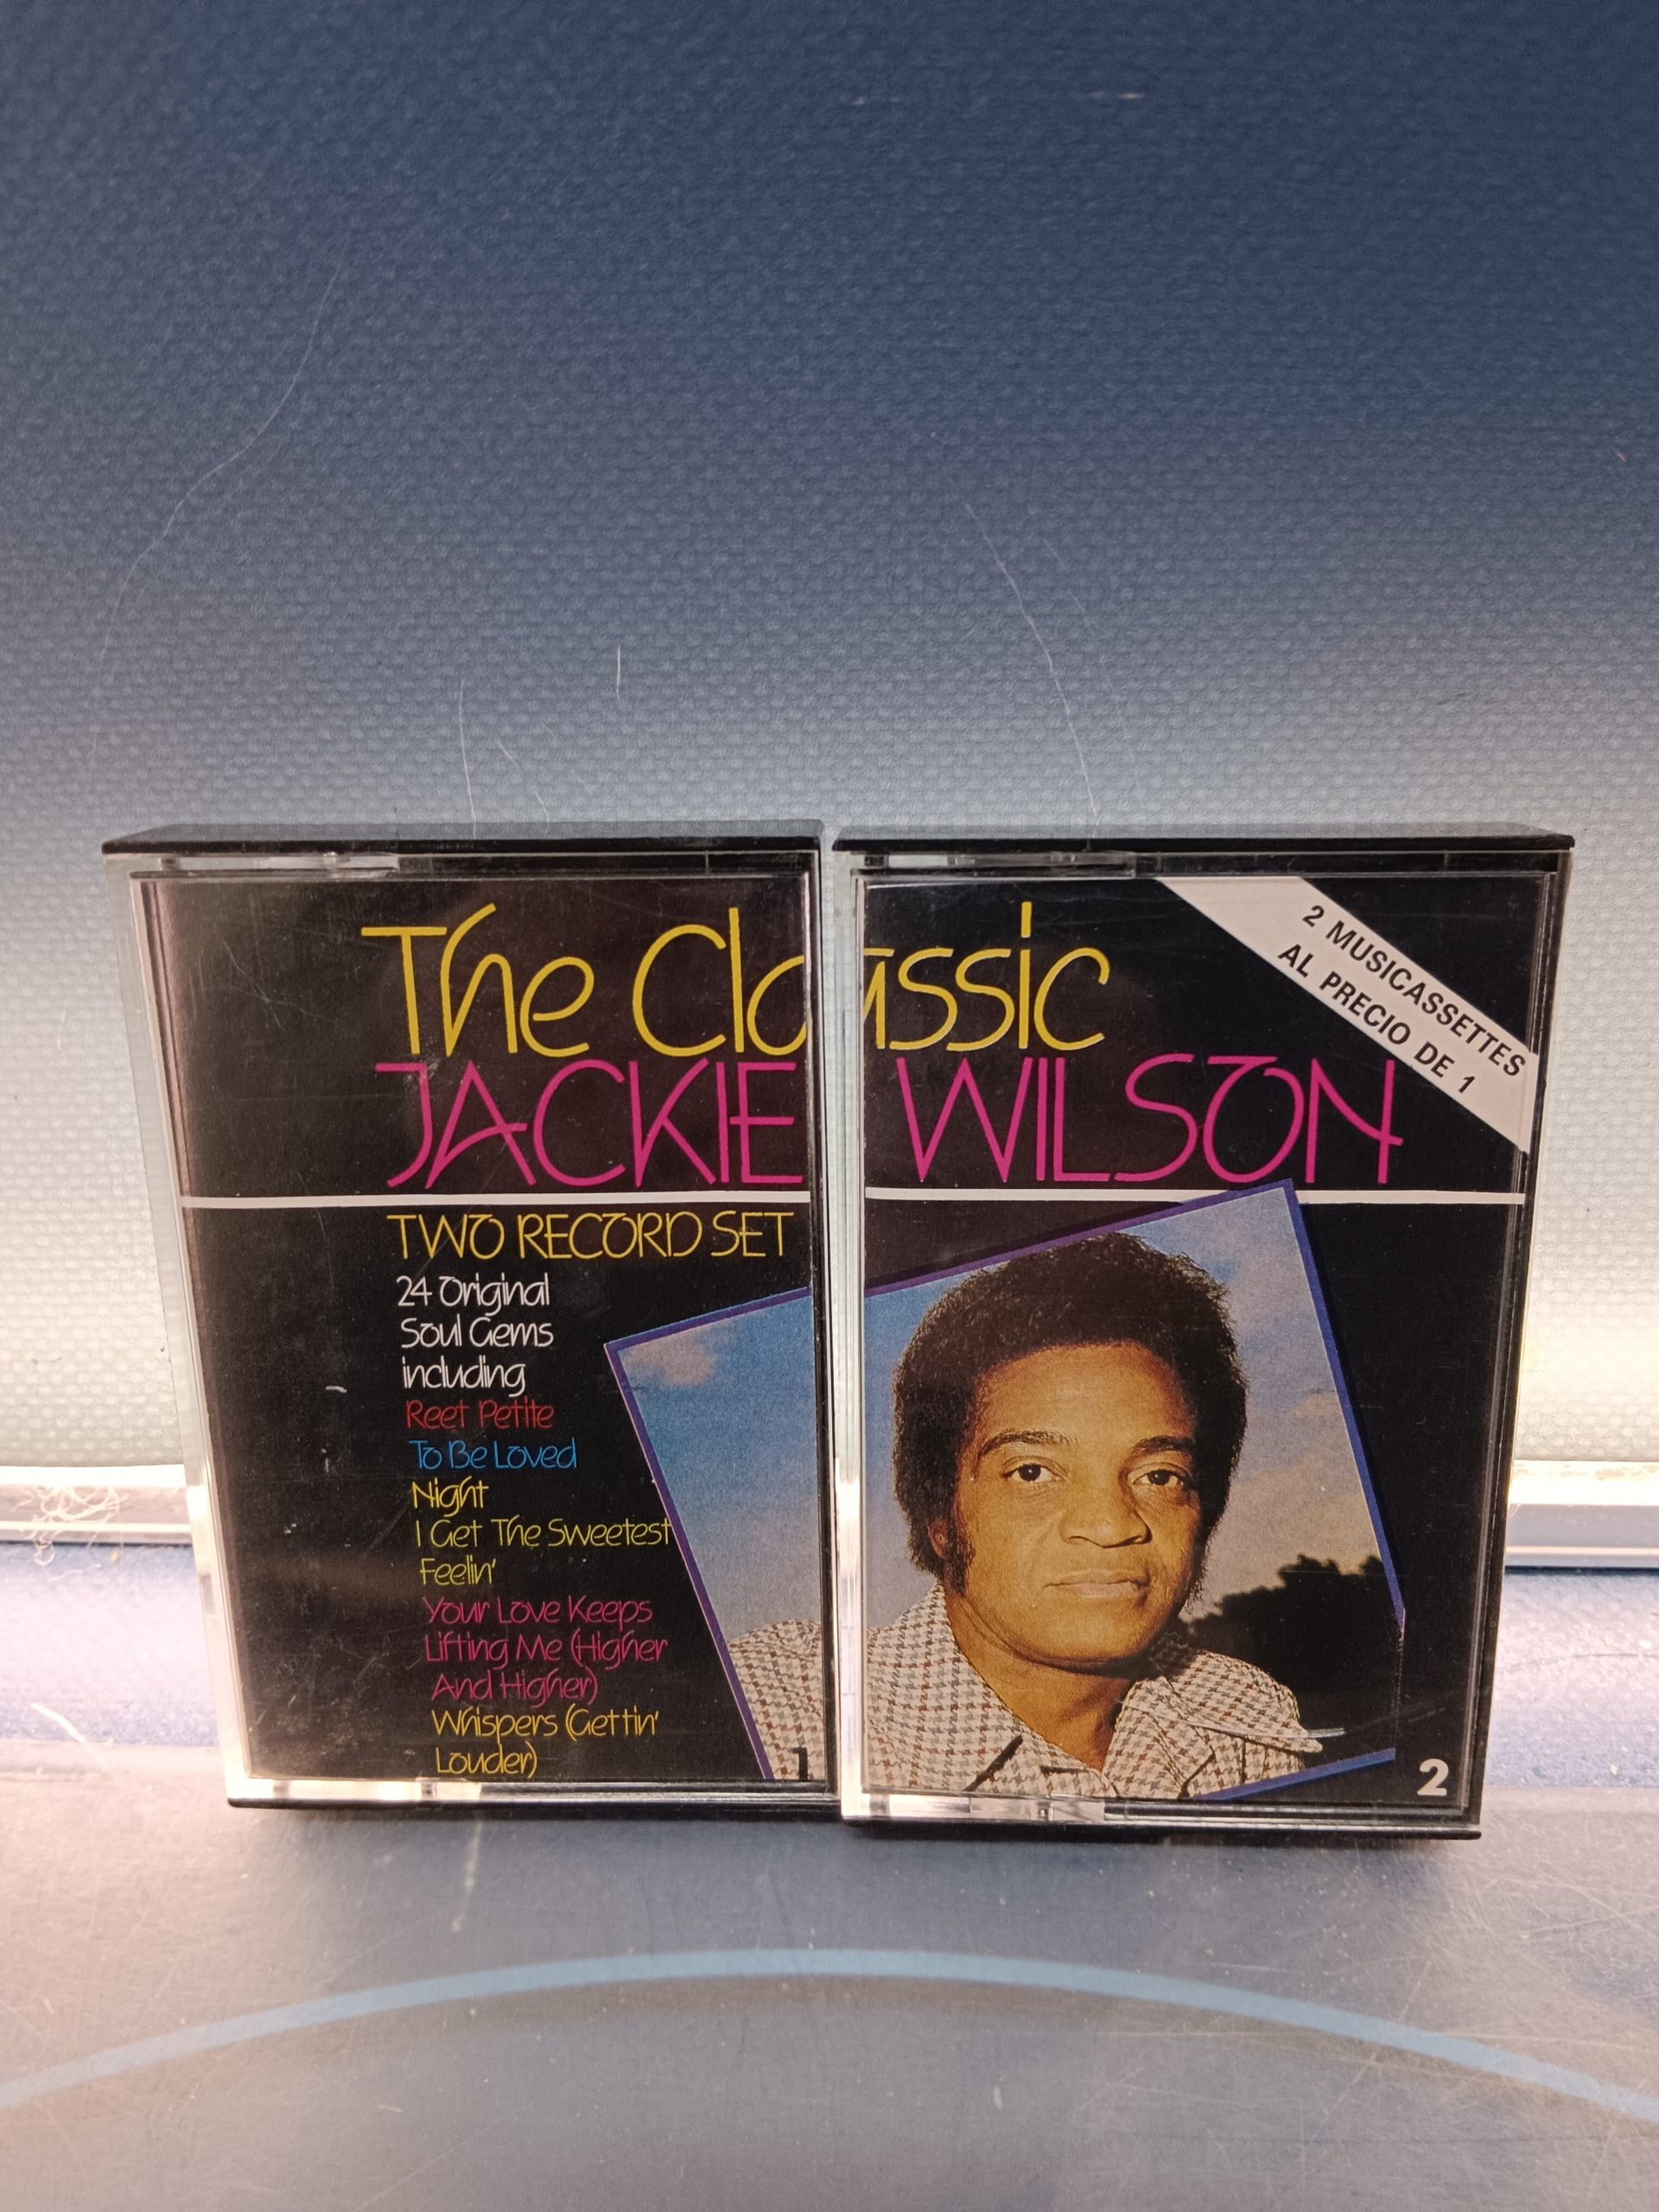 The Classic
JACKIE WILSON
2 MUSICASSETTES
AL PRECIO DE 1
TWO RECORD SET
24 Original
Soul Gems
including
Reet Petite
To Be Loved
Night
I Get The Sweetest
Feelin'
Your Love Keeps
Lifting Me (Higher
And Higher)
Whispers (Gettin'
Louder)
1
2